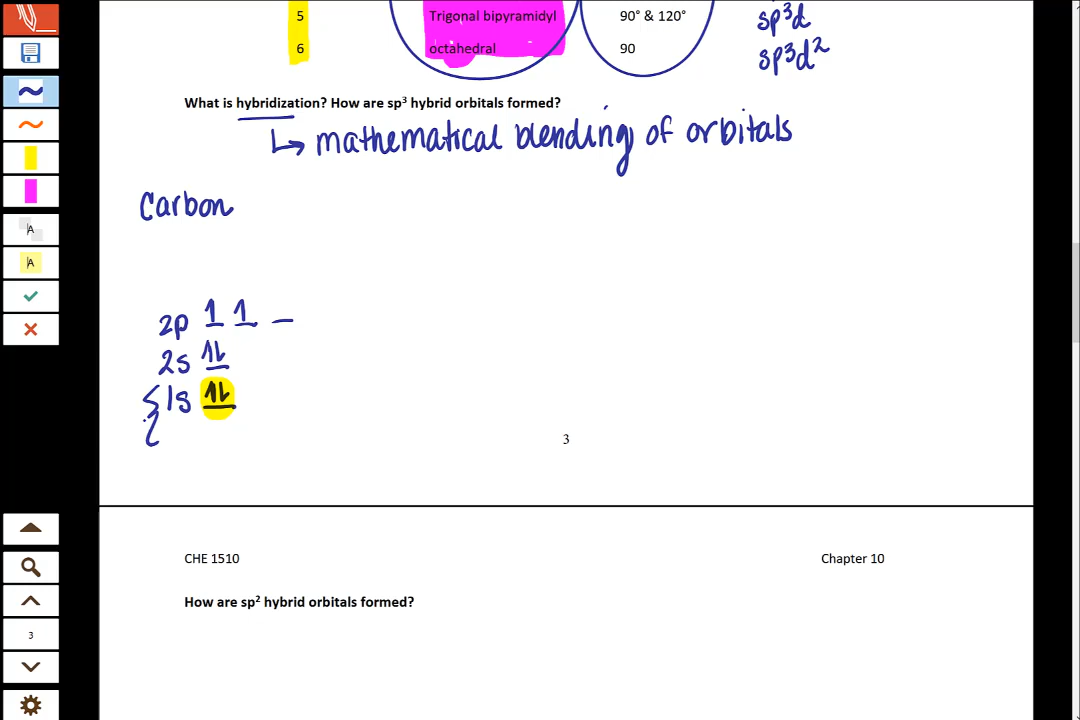 5 Trigonal bipyramidyl 90° & 120° sp³d
6 octahedral 90 sp³d²
What is hybridization? How are sp³ hybrid orbitals formed?
↳ mathematical blending of orbitals
Carbon
2p 1 1 _
2s 1L
1s 1L
3
CHE 1510 Chapter 10
How are sp² hybrid orbitals formed?
A
A
3